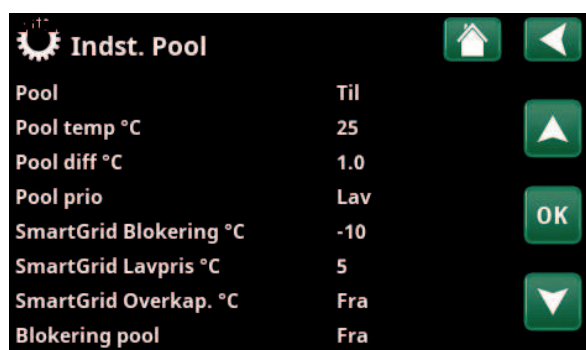 Indst. Pool
Pool Til
Pool temp °C 25
Pool diff °C 1.0
Pool prio Lav
OK
SmartGrid Blokering °C -10
SmartGrid Lavpris °C 5
SmartGrid Overkap. °C Fra
Blokering pool Fra